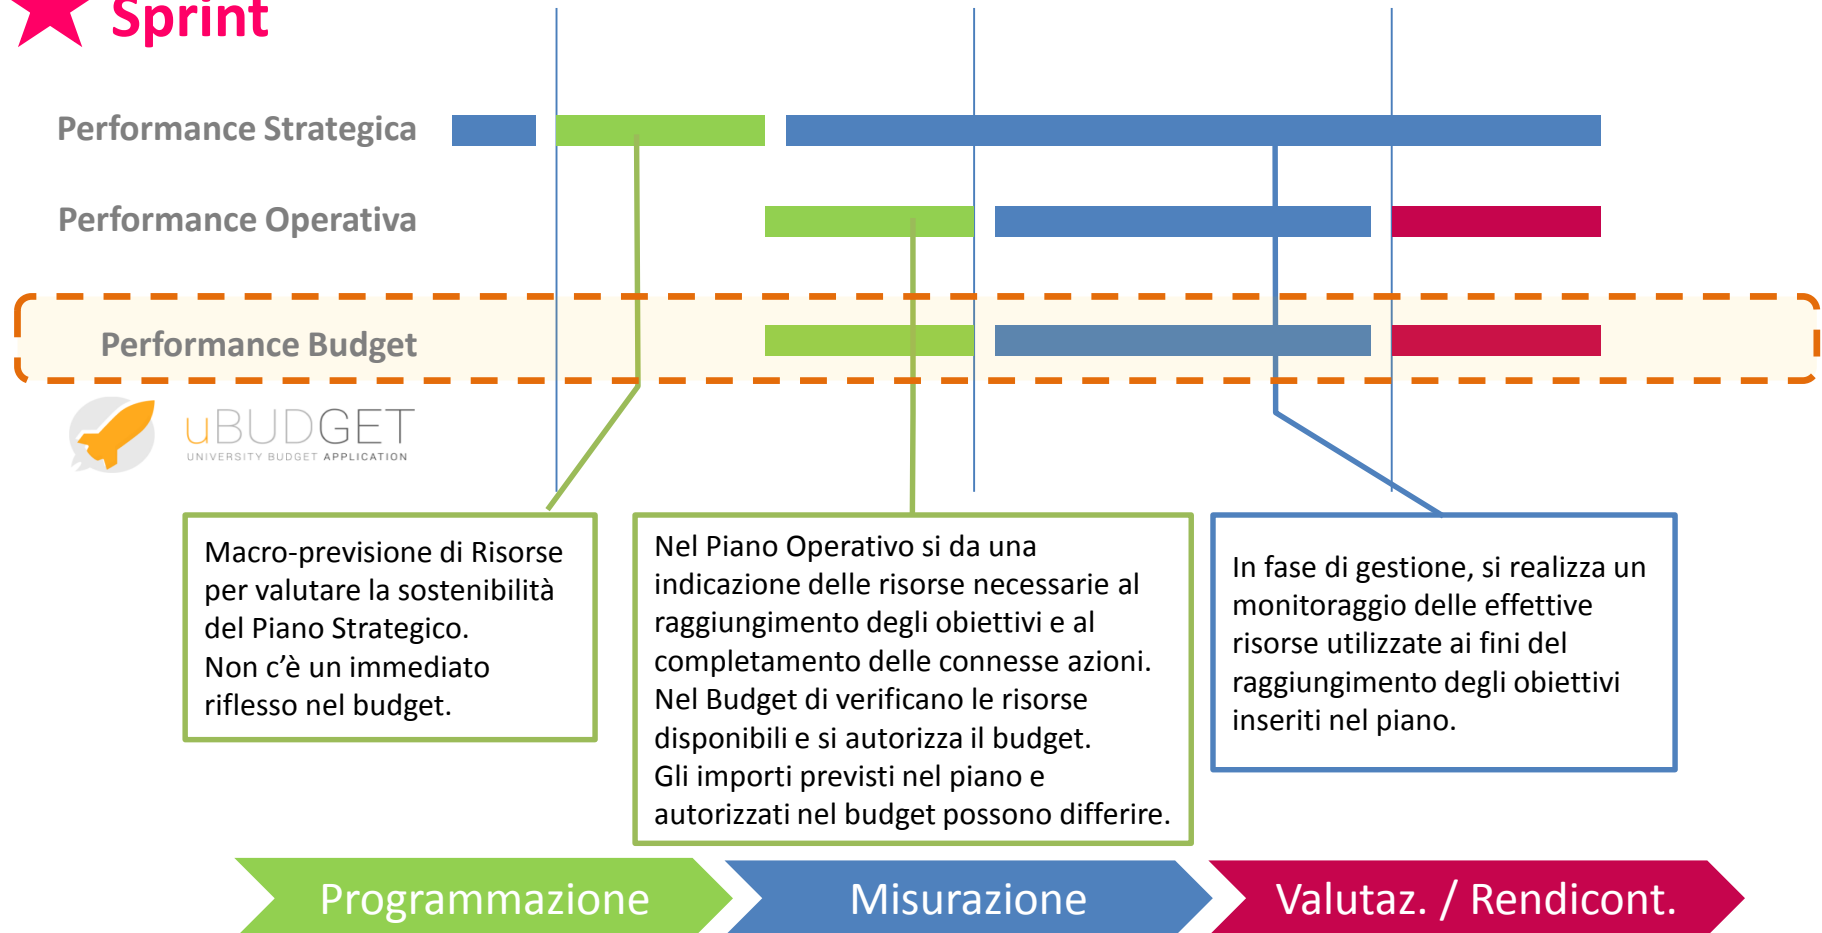 Sprint
Performance Strategica
Performance Operativa
Performance Budget
uBUDGET
UNIVERSITY BUDGET APPLICATION
Macro-previsione di Risorse
per valutare la sostenibilità
del Piano Strategico.
Non c'è un immediato
riflesso nel budget.
Nel Piano Operativo si da una
indicazione delle risorse necessarie al
raggiungimento degli obiettivi e al
completamento delle connesse azioni.
Nel Budget di verificano le risorse
disponibili e si autorizza il budget.
Gli importi previsti nel piano e
autorizzati nel budget possono differire.
In fase di gestione, si realizza un
monitoraggio delle effettive
risorse utilizzate ai fini del
raggiungimento degli obiettivi
inseriti nel piano.
Programmazione
Misurazione
Valutaz. / Rendicont.